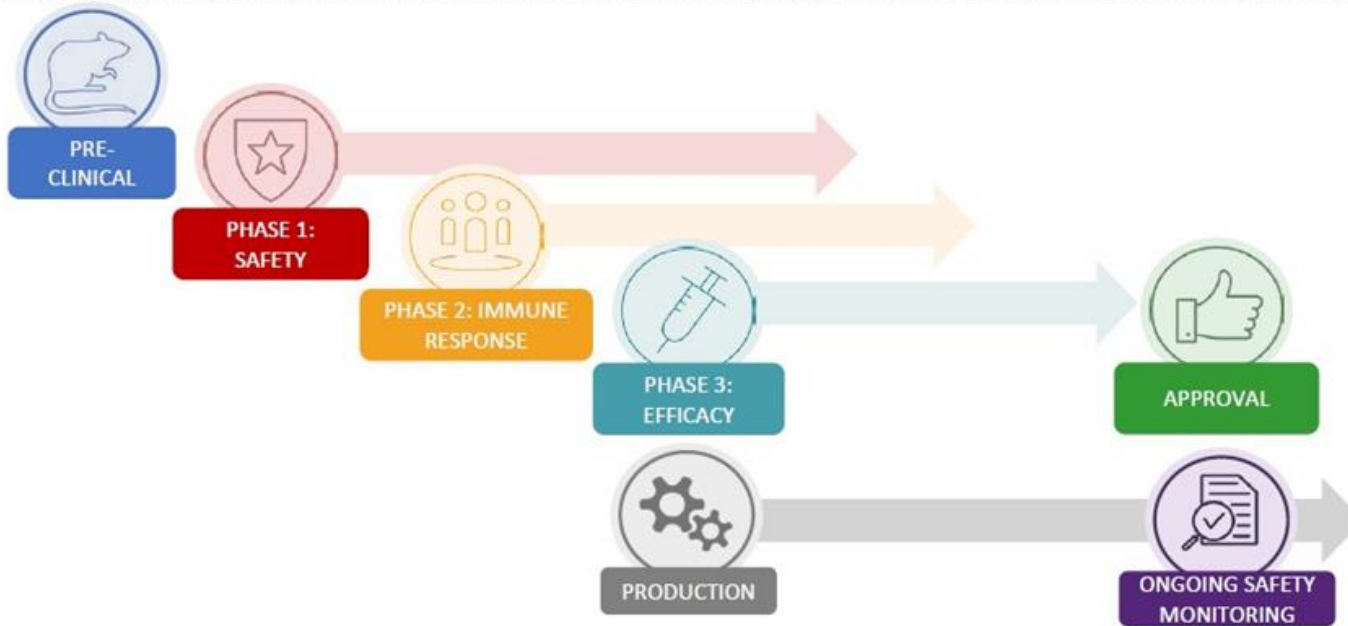 PRE-
CLINICAL
PHASE 1:
SAFETY
PHASE 2: IMMUNE
RESPONSE
PHASE 3:
EFFICACY
APPROVAL
PRODUCTION
ONGOING SAFETY
MONITORING